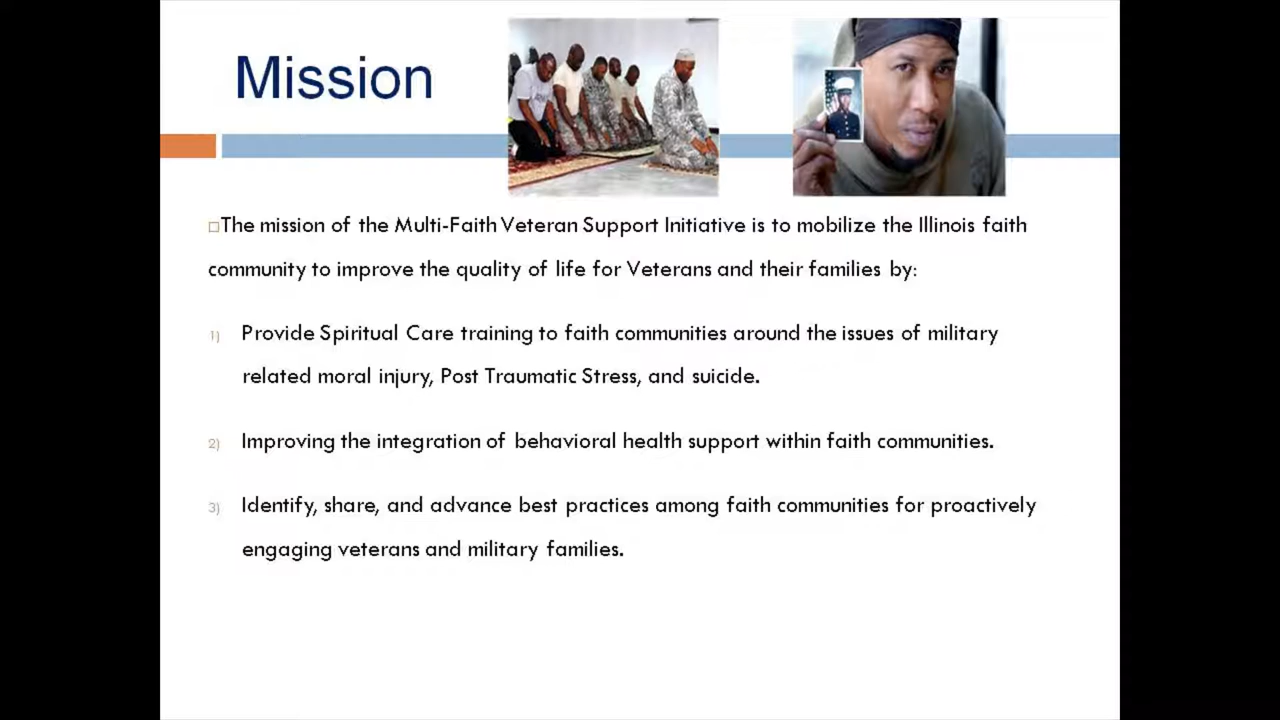 Mission
The mission of the Multi-Faith Veteran Support Initiative is to mobilize the Illinois faith
community to improve the quality of life for Veterans and their families by:
1) Provide Spiritual Care training to faith communities around the issues of military
related moral injury, Post Traumatic Stress, and suicide.
2) Improving the integration of behavioral health support within faith communities.
3) Identify, share, and advance best practices among faith communities for proactively
engaging veterans and military families.